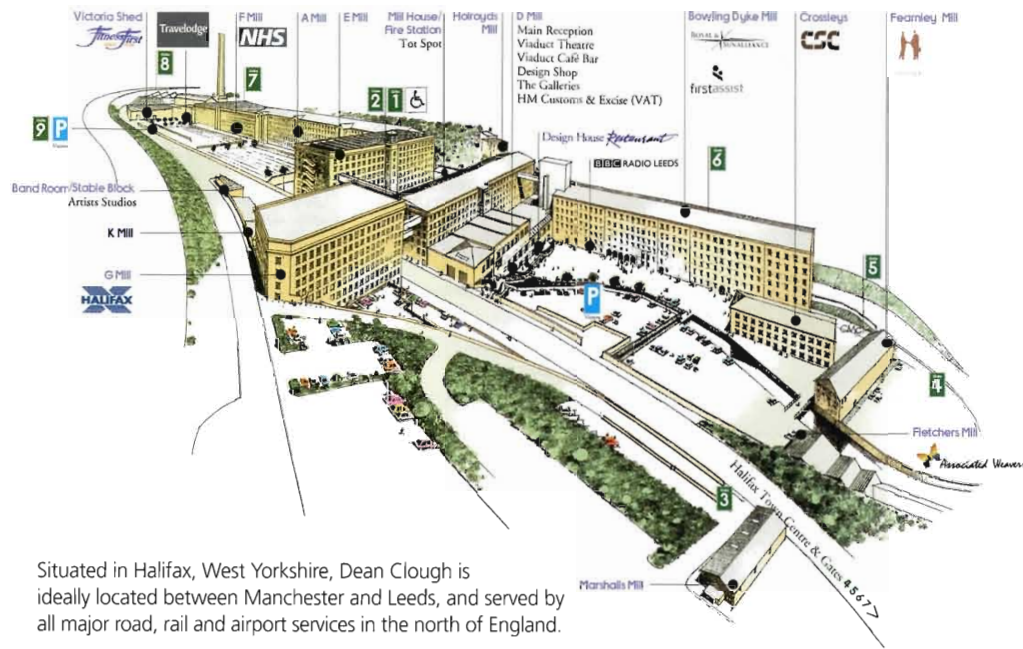 Victoria Shed
Fitness First
Travelodge
F Mill
NHS
A Mill
E Mill
Mill House/
Fire Station
Tot Spot
Holroyds
Mill
D Mill
Main Reception
Viaduct Theatre
Viaduct Café Bar
Design Shop
The Galleries
HM Customs & Excise (VAT)
Bowling Dyke Mill
ROYAL &
SUNALLIANCE
firstassist
Crossleys
CSC
Fearnley Mill
8
7
2
1
9
P
Design House Restaurant
BBC RADIO LEEDS
6
Band Room/Stable Block
Artists Studios
K Mill
G Mill
HALIFAX
P
5
4
Fletchers Mill
Associated Weavers
3
Halifax Town Centre & Gates 4567>
Marshalls Mill
Situated in Halifax, West Yorkshire, Dean Clough is
ideally located between Manchester and Leeds, and served by
all major road, rail and airport services in the north of England.